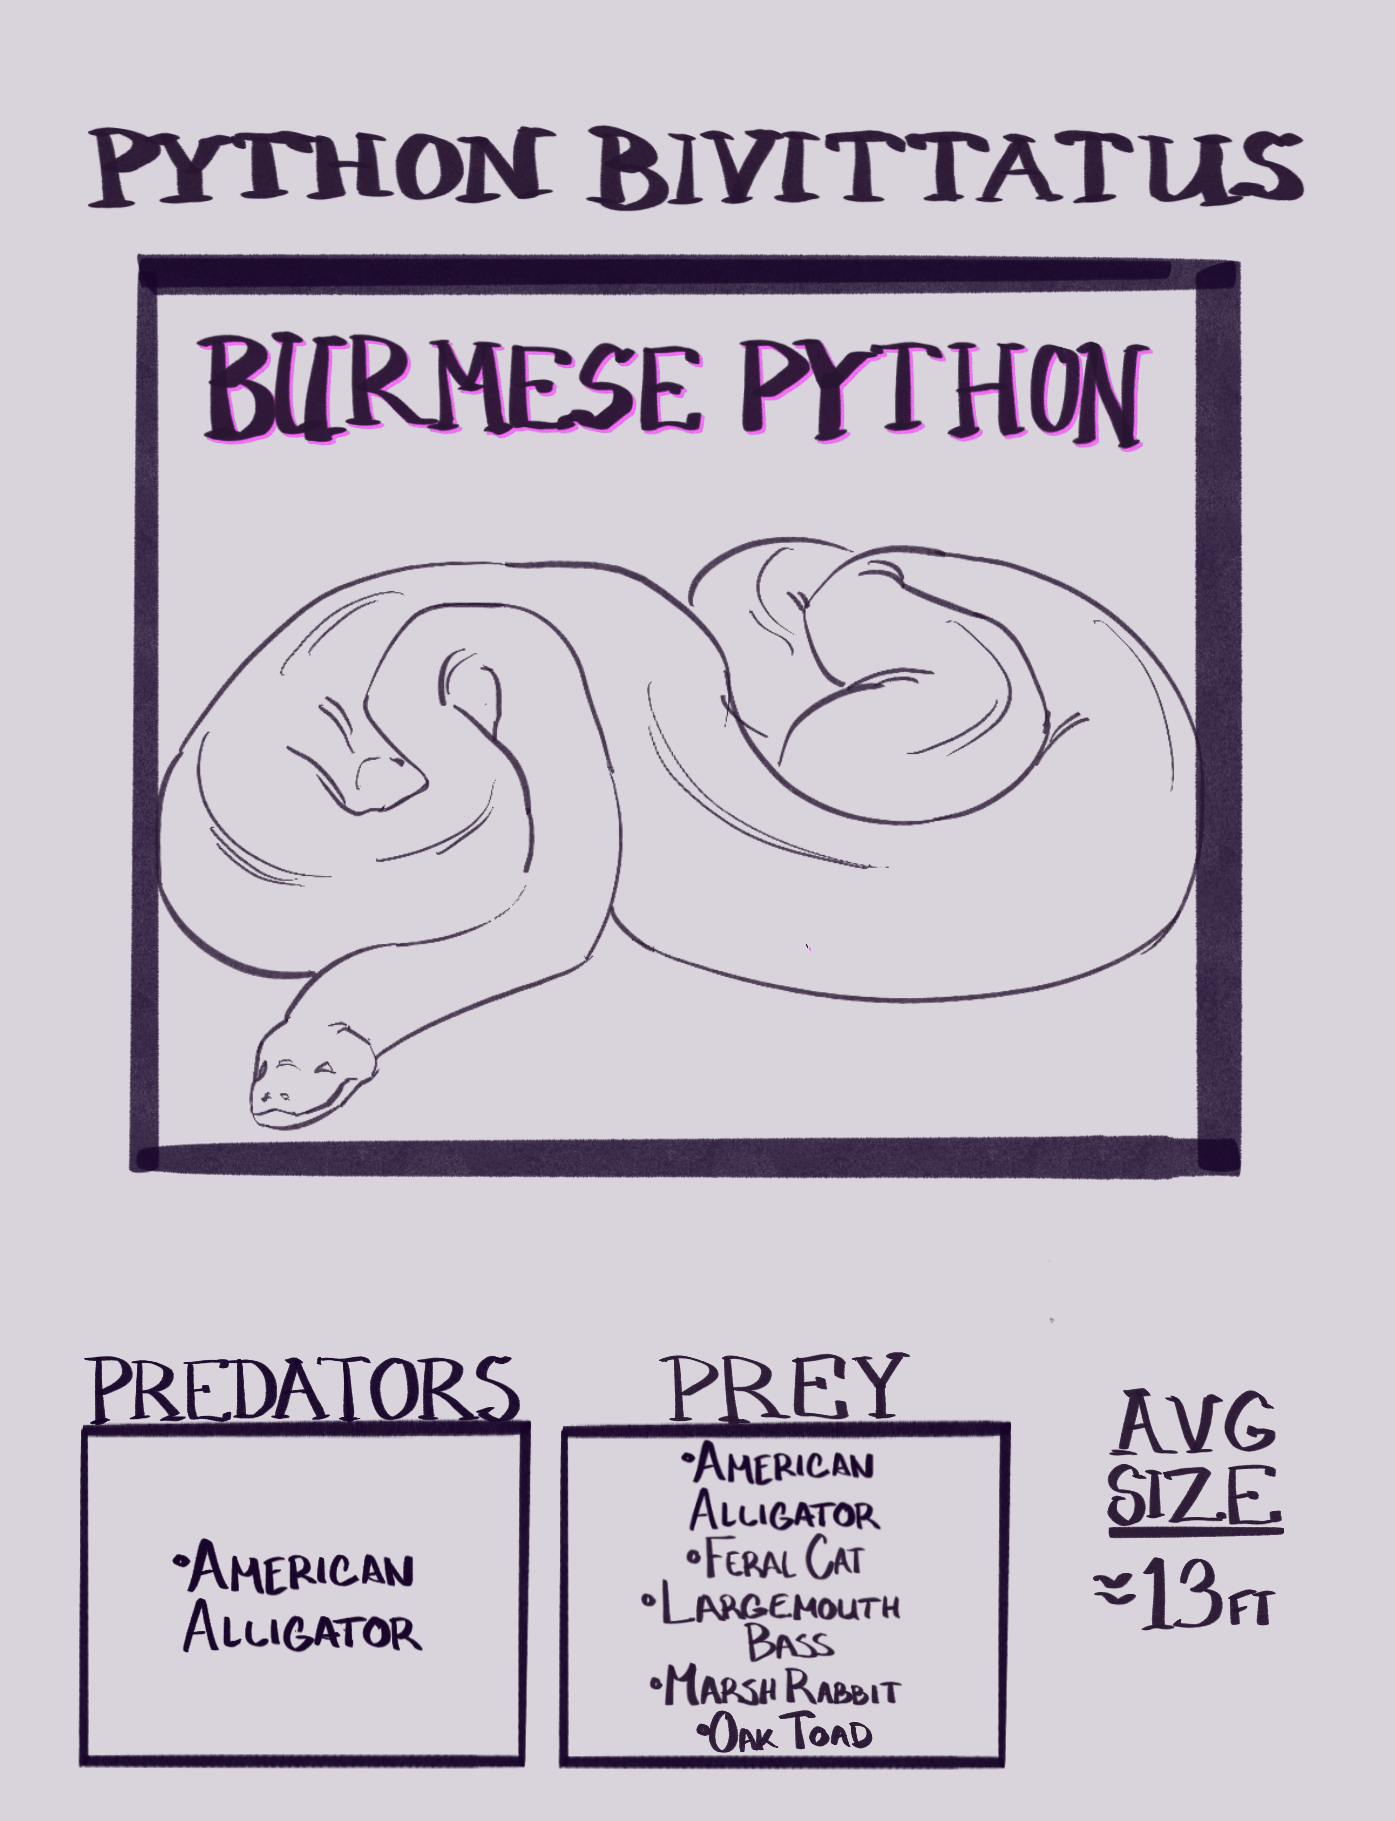 PYTHON BIVITTATUS
BURMESE PYTHON
PREDATORS
•AMERICAN
ALLIGATOR
PREY
•AMERICAN
ALLIGATOR
•FERAL CAT
•LARGEMOUTH
BASS
•MARSH RABBIT
•OAK TOAD
AVG
SIZE
≈13FT